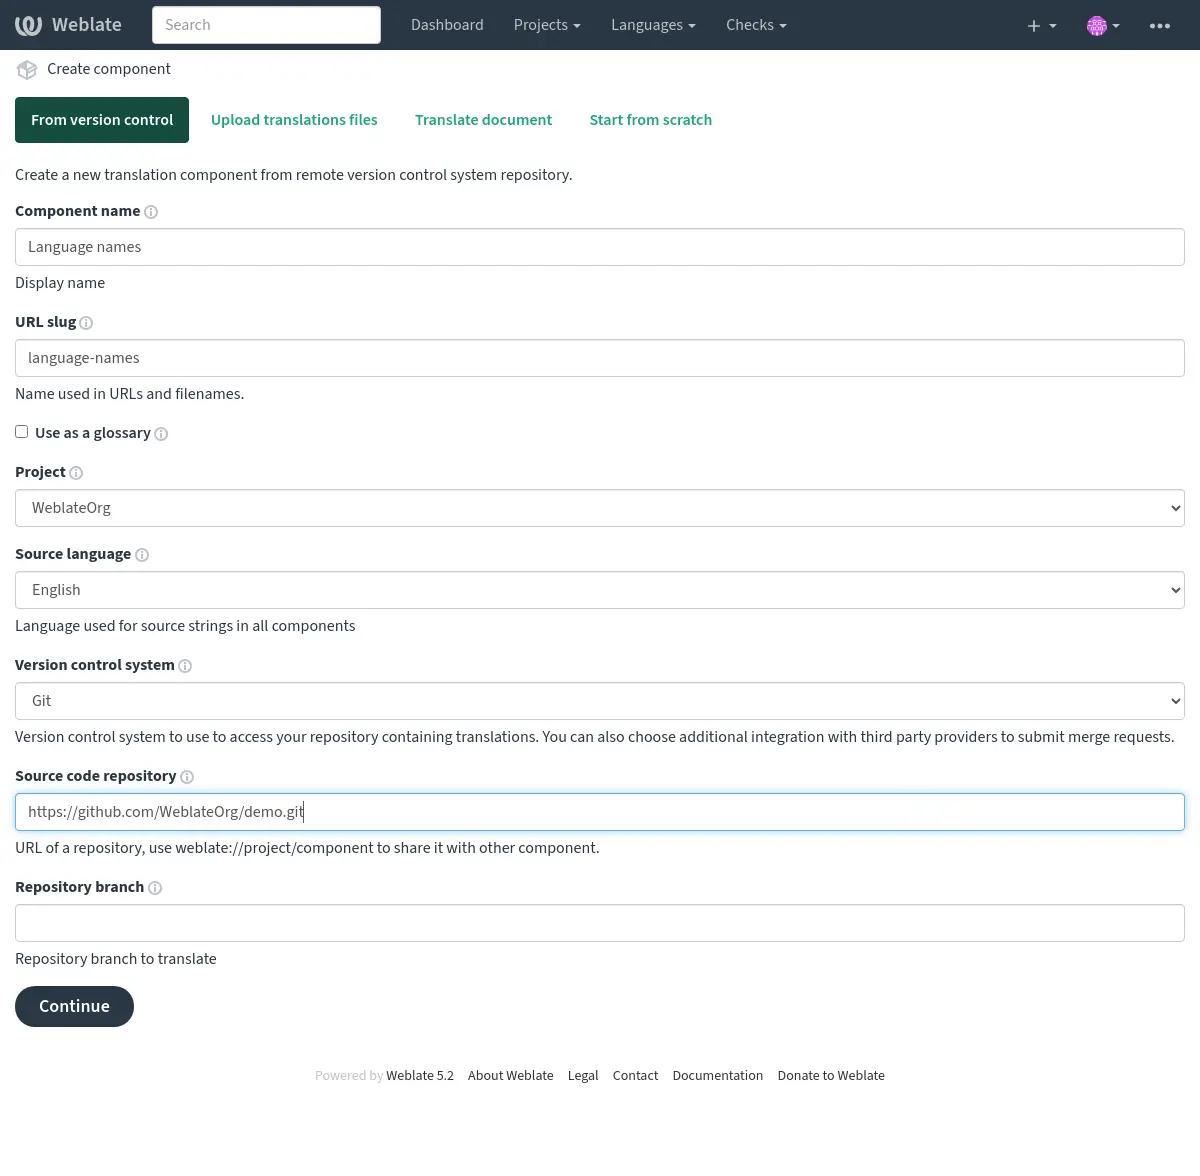 Weblate Search Dashboard Projects Languages Checks
Create component
From version control Upload translations files Translate document Start from scratch
Create a new translation component from remote version control system repository.
Component name
Language names
Display name
URL slug
language-names
Name used in URLs and filenames.
Use as a glossary
Project
WeblateOrg
Source language
English
Language used for source strings in all components
Version control system
Git
Version control system to use to access your repository containing translations. You can also choose additional integration with third party providers to submit merge requests.
Source code repository
https://github.com/WeblateOrg/demo.git
URL of a repository, use weblate://project/component to share it with other component.
Repository branch
Repository branch to translate
Continue
Powered by Weblate 5.2 About Weblate Legal Contact Documentation Donate to Weblate